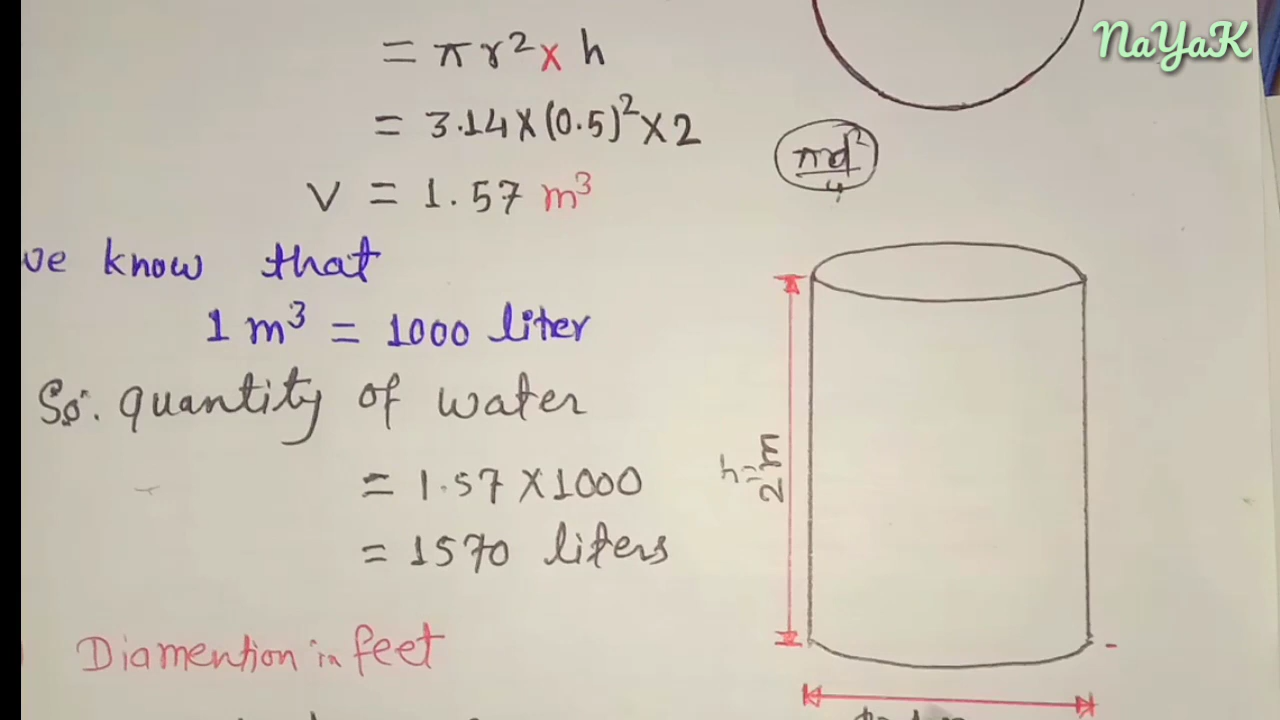 NaYaK
= πr² x h
= 3.14 X (0.5)² X 2
πd²/4
V = 1.57 m³
we know that
1 m³ = 1000 liter
So: quantity of water
= 1.57 X 1000
h = 2m
= 1570 liters
Diamention in feet